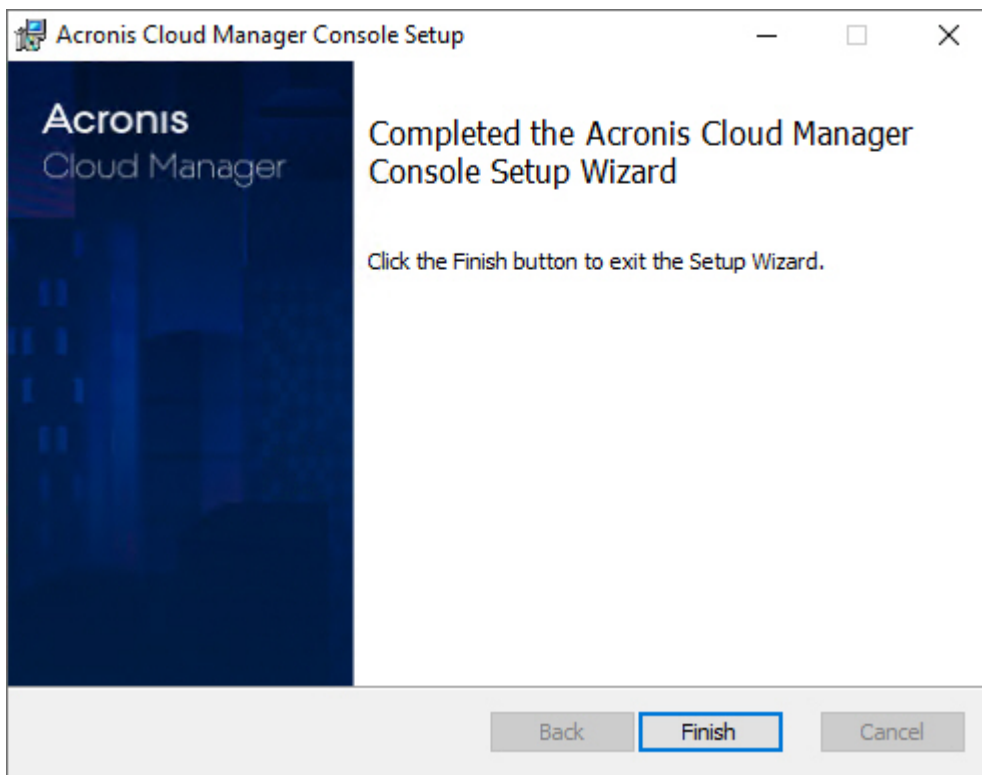 Acronis Cloud Manager Console Setup
Acronis
Cloud Manager
Completed the Acronis Cloud Manager
Console Setup Wizard
Click the Finish button to exit the Setup Wizard.
Back
Finish
Cancel